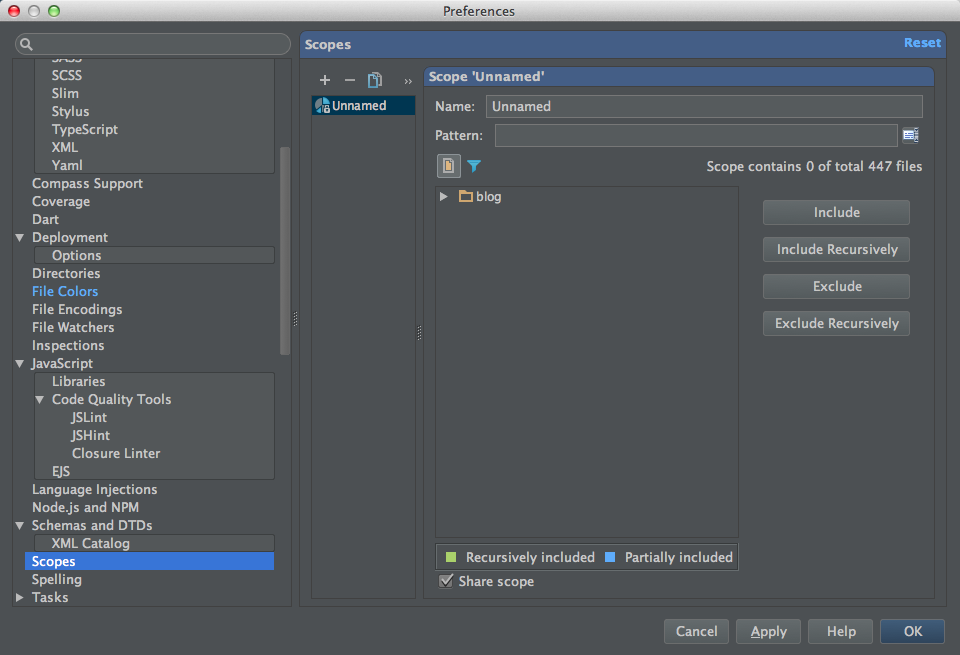 Preferences
Scopes
Reset
SASS
SCSS
Slim
Stylus
TypeScript
XML
Yaml
Compass Support
Coverage
Dart
Deployment
Options
Directories
File Colors
File Encodings
File Watchers
Inspections
JavaScript
Libraries
Code Quality Tools
JSLint
JSHint
Closure Linter
EJS
Language Injections
Node.js and NPM
Schemas and DTDs
XML Catalog
Scopes
Spelling
Tasks
Unnamed
Scope 'Unnamed'
Name: Unnamed
Pattern:
Scope contains 0 of total 447 files
blog
Include
Include Recursively
Exclude
Exclude Recursively
Recursively included Partially included
Share scope
Cancel Apply Help OK